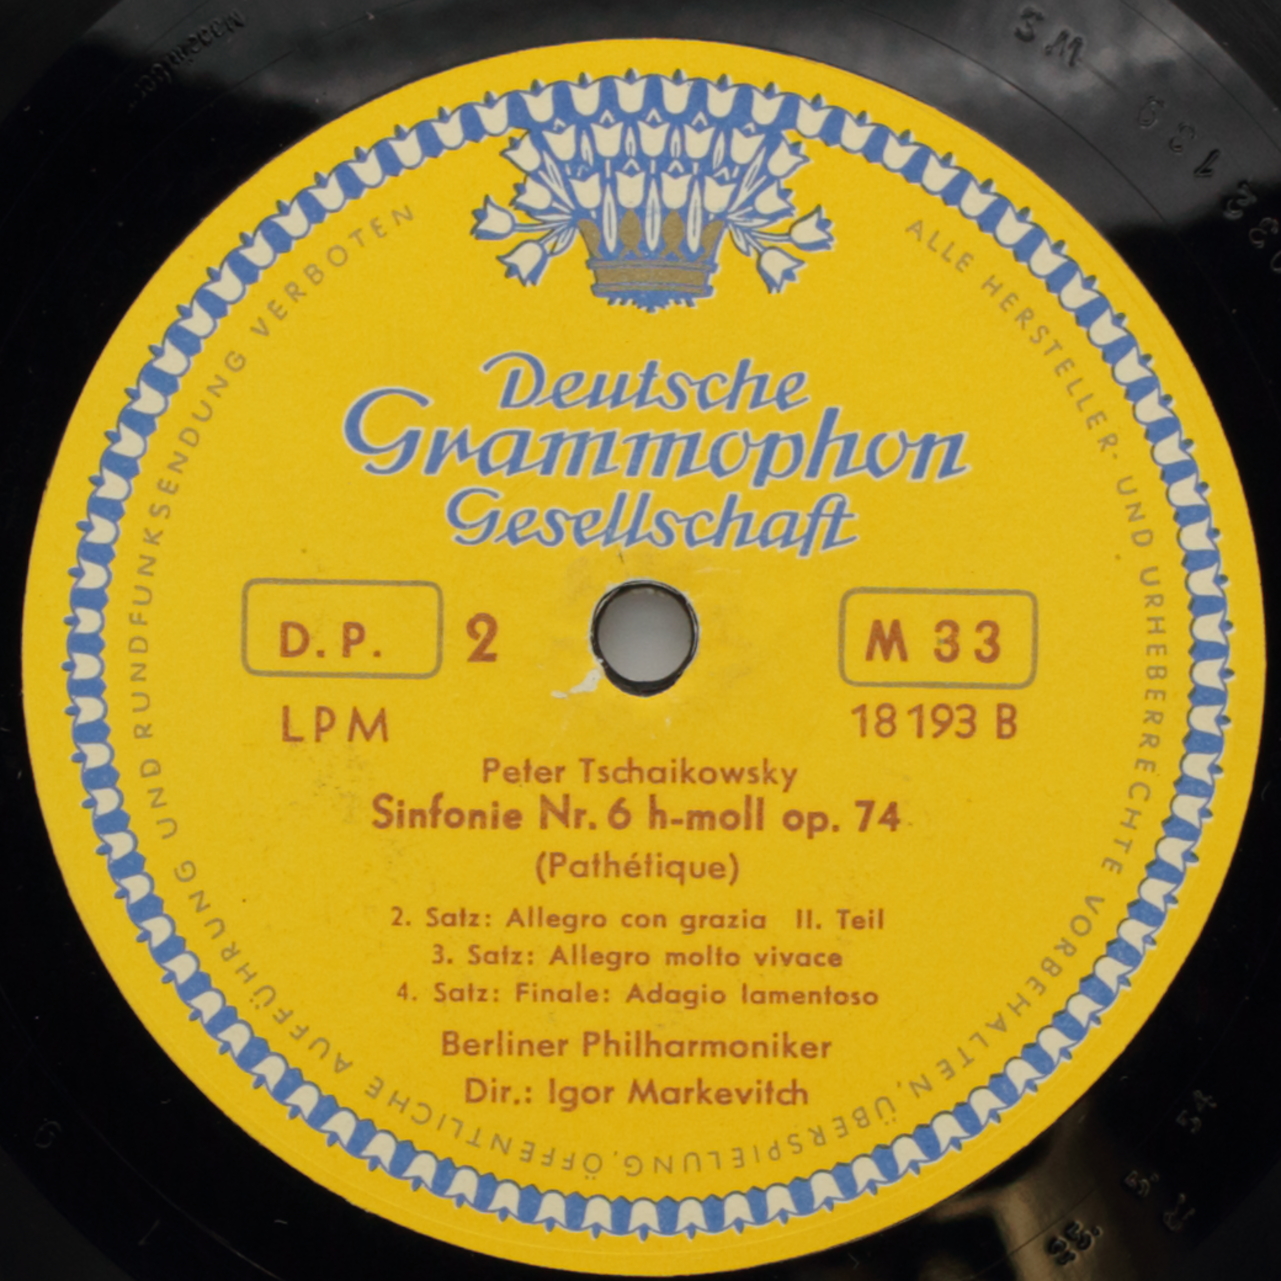 Deutsche
Grammophon
Gesellschaft
D.P. 2 M 33
LPM 18193 B
Peter Tschaikowsky
Sinfonie Nr. 6 h-moll op. 74
(Pathétique)
2. Satz: Allegro con grazia II. Teil
3. Satz: Allegro molto vivace
4. Satz: Finale: Adagio lamentoso
Berliner Philharmoniker
Dir.: Igor Markevitch
ALLE HERSTELLER- UND URHEBERRECHTE VORBEHALTEN, ÜBERSPIELUNG, ÖFFENTLICHE AUFFÜHRUNG UND RUNDFUNKSENDUNG VERBOTEN